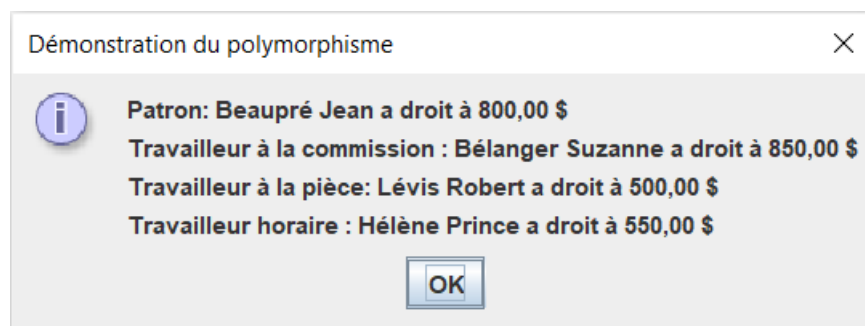 Démonstration du polymorphisme
Patron: Beaupré Jean a droit à 800,00 $
Travailleur à la commission : Bélanger Suzanne a droit à 850,00 $
Travailleur à la pièce: Lévis Robert a droit à 500,00 $
Travailleur horaire : Hélène Prince a droit à 550,00 $
OK